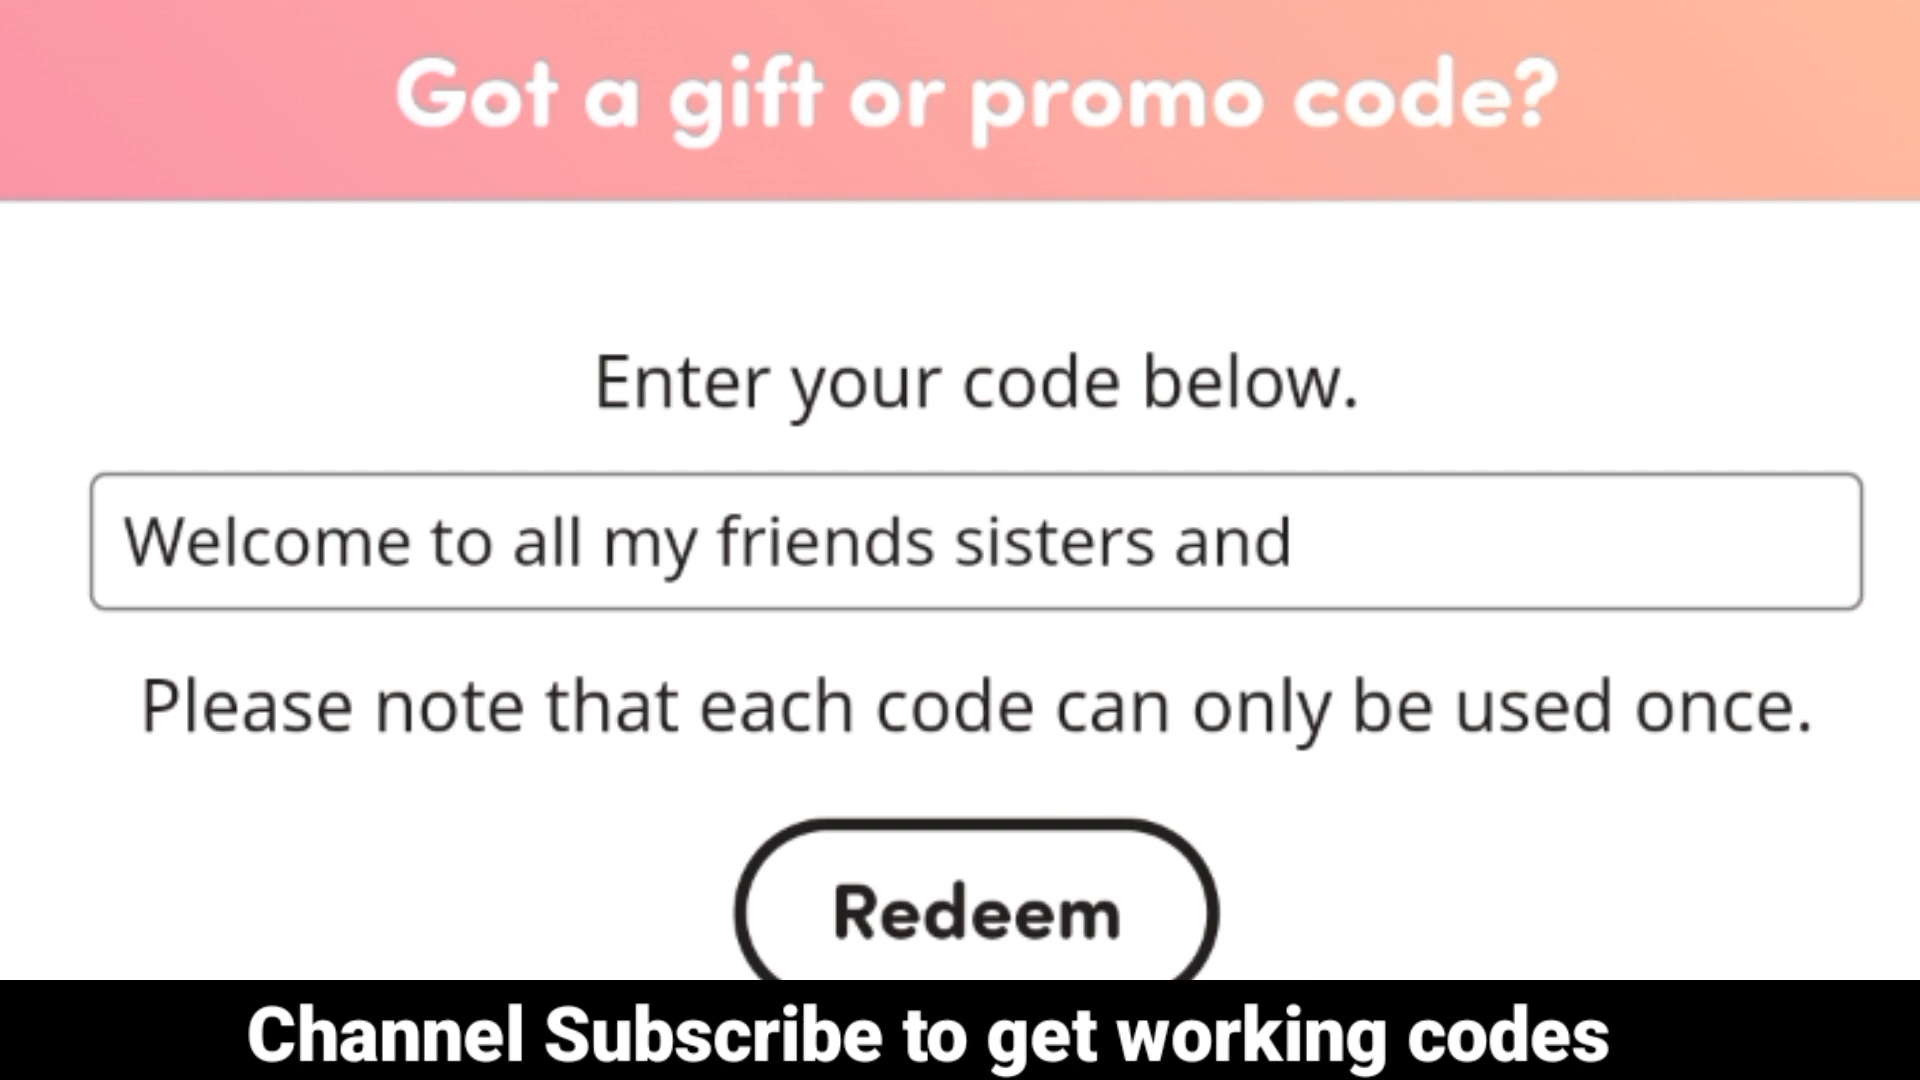 Got a gift or promo code?
Enter your code below.
Welcome to all my friends sisters and
Please note that each code can only be used once.
Redeem
Channel Subscribe to get working codes